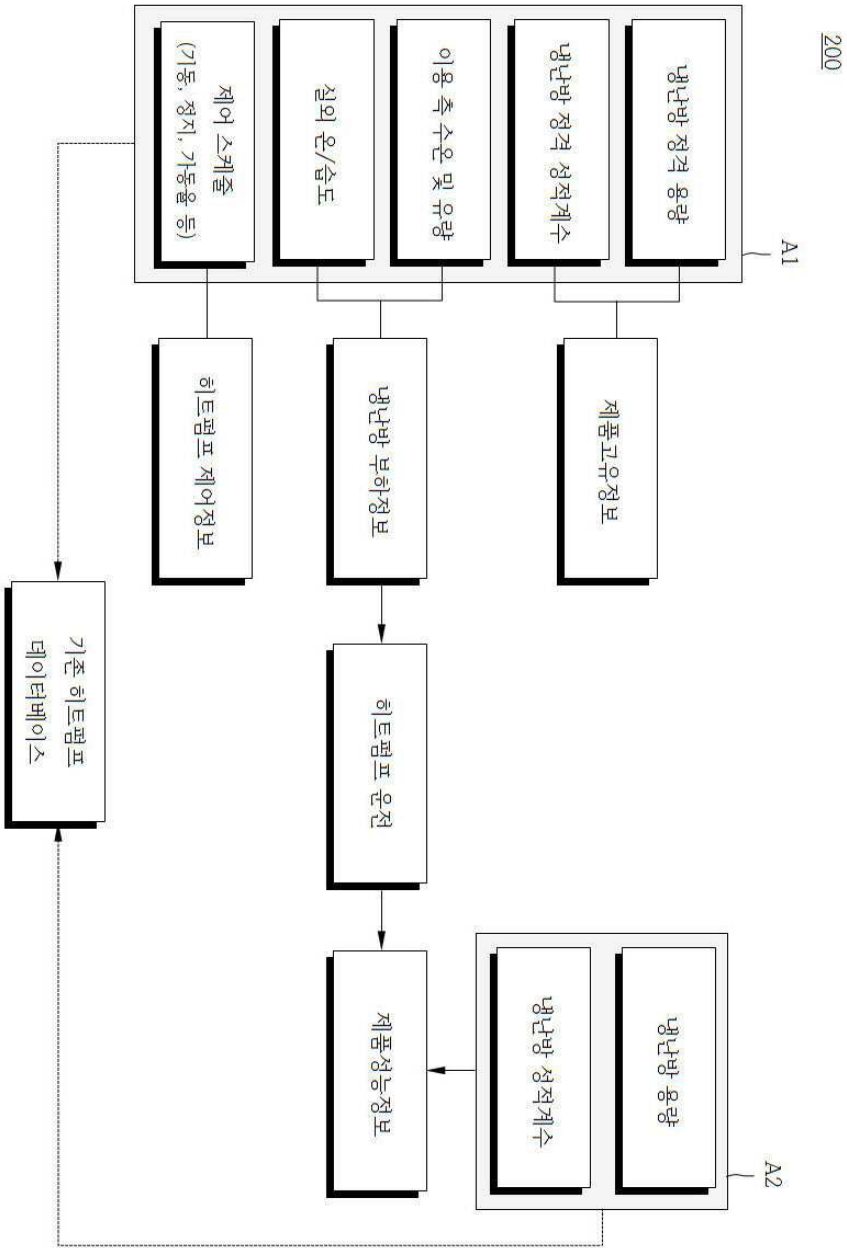 200
A1
냉난방 정격 용량
냉난방 정격 성적계수
이용 측 수온 및 유량
실외 온/습도
제어 스케줄
(기동, 정지, 가동율 등)
제품고유정보
냉난방 부하정보
히트펌프 제어정보
히트펌프 운전
기존 히트펌프
데이터베이스
A2
냉난방 용량
냉난방 성적계수
제품성능정보